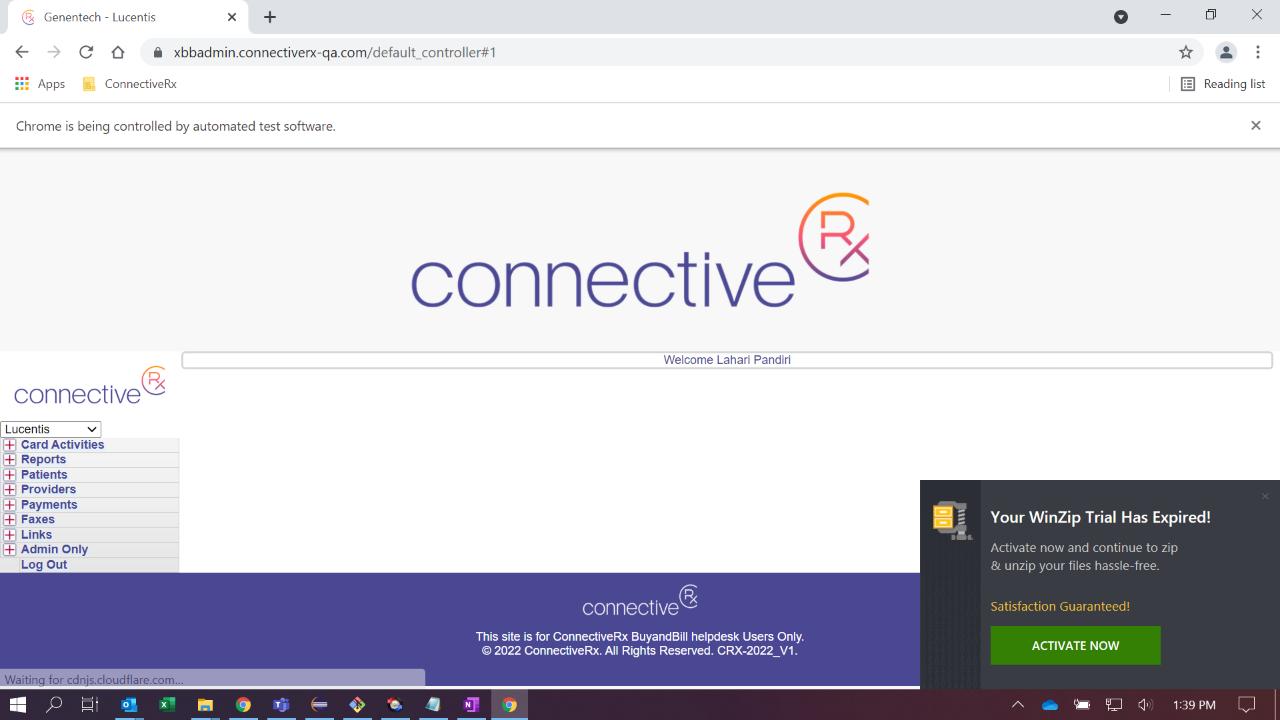 Genentech - Lucentis
xbbadmin.connectiverx-qa.com/default_controller#1
Apps
ConnectiveRx
Reading list
Chrome is being controlled by automated test software.
connective Rx
Welcome Lahari Pandiri
connective Rx
Lucentis
Card Activities
Reports
Patients
Providers
Payments
Faxes
Links
Admin Only
Log Out
Your WinZip Trial Has Expired!
Activate now and continue to zip
& unzip your files hassle-free.
Satisfaction Guaranteed!
ACTIVATE NOW
connective Rx
This site is for ConnectiveRx BuyandBill helpdesk Users Only.
© 2022 ConnectiveRx. All Rights Reserved. CRX-2022_V1.
Waiting for cdnjs.cloudflare.com...
1:39 PM